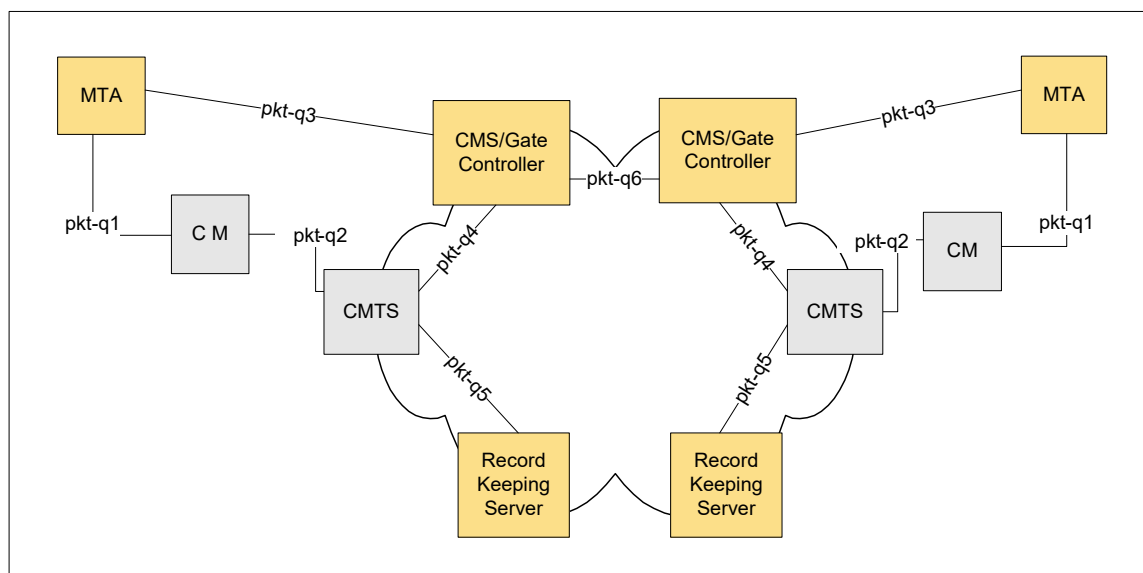 MTA
MTA
pkt-q3
pkt-q3
CMS/Gate
Controller
CMS/Gate
Controller
pkt-q6
pkt-q1
C M
pkt-q2
pkt-q4
pkt-q4
pkt-q2
CM
pkt-q1
CMTS
CMTS
pkt-q5
pkt-q5
Record
Keeping
Server
Record
Keeping
Server